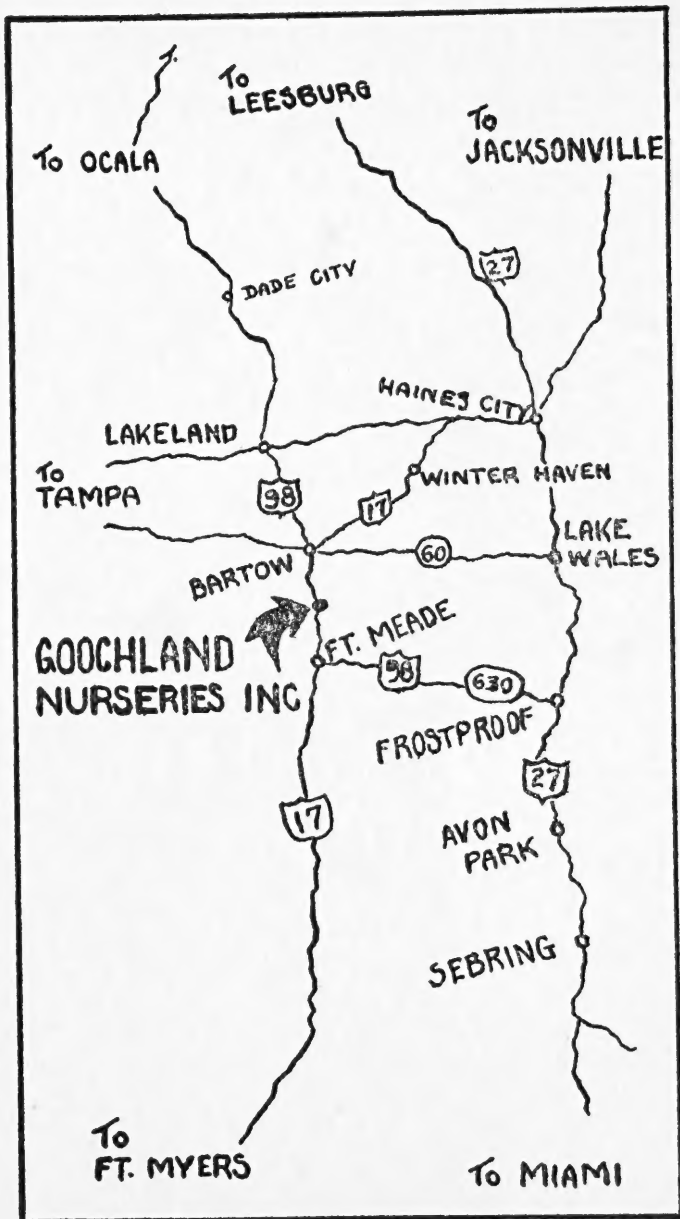 To
LEESBURG
To
JACKSONVILLE
To OCALA
27
DADE CITY
HAINES CITY
LAKELAND
To
TAMPA
98
17
WINTER HAVEN
BARTOW
60
LAKE
WALES
GOOCHLAND
NURSERIES INC
FT. MEADE
98
630
FROSTPROOF
27
17
AVON
PARK
SEBRING
To
FT. MYERS
To MIAMI